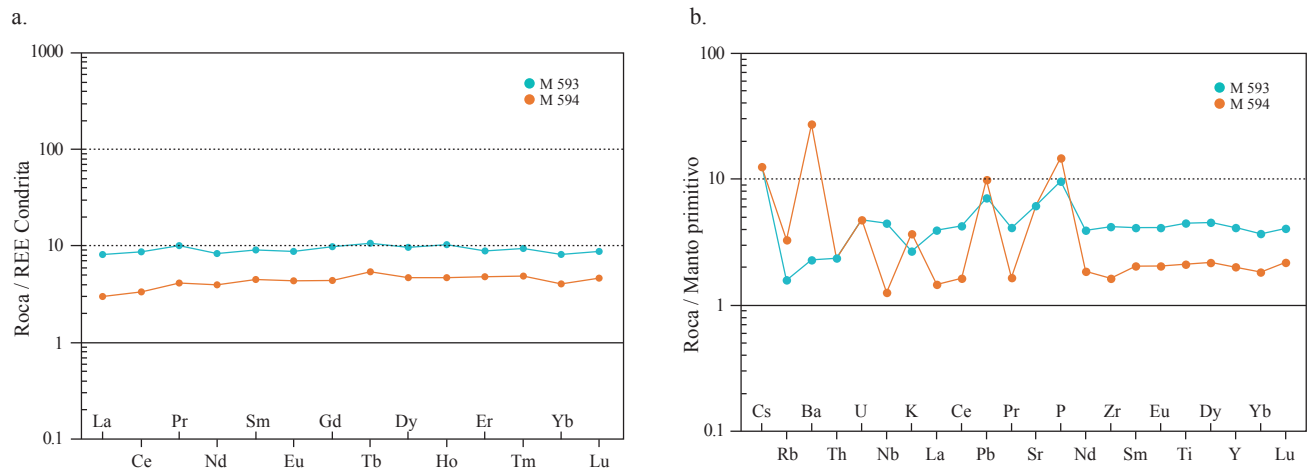 a.
1000
100
10
1
0.1
Roca / REE Condrita
M 593
M 594
La Pr Sm Gd Dy Er Yb
Ce Nd Eu Tb Ho Tm Lu
b.
100
10
1
0.1
Roca / Manto primitivo
M 593
M 594
Cs Ba U K Ce Pr P Zr Eu Dy Yb
Rb Th Nb La Pb Sr Nd Sm Ti Y Lu